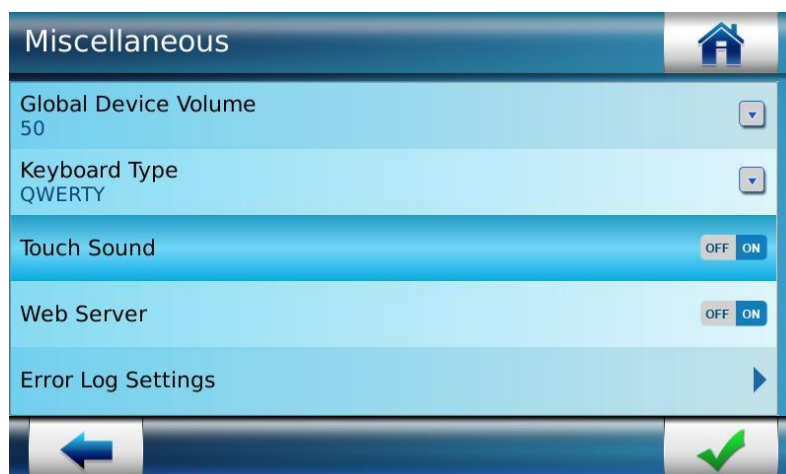 Miscellaneous
Global Device Volume
50
Keyboard Type
QWERTY
Touch Sound
OFF ON
Web Server
OFF ON
Error Log Settings